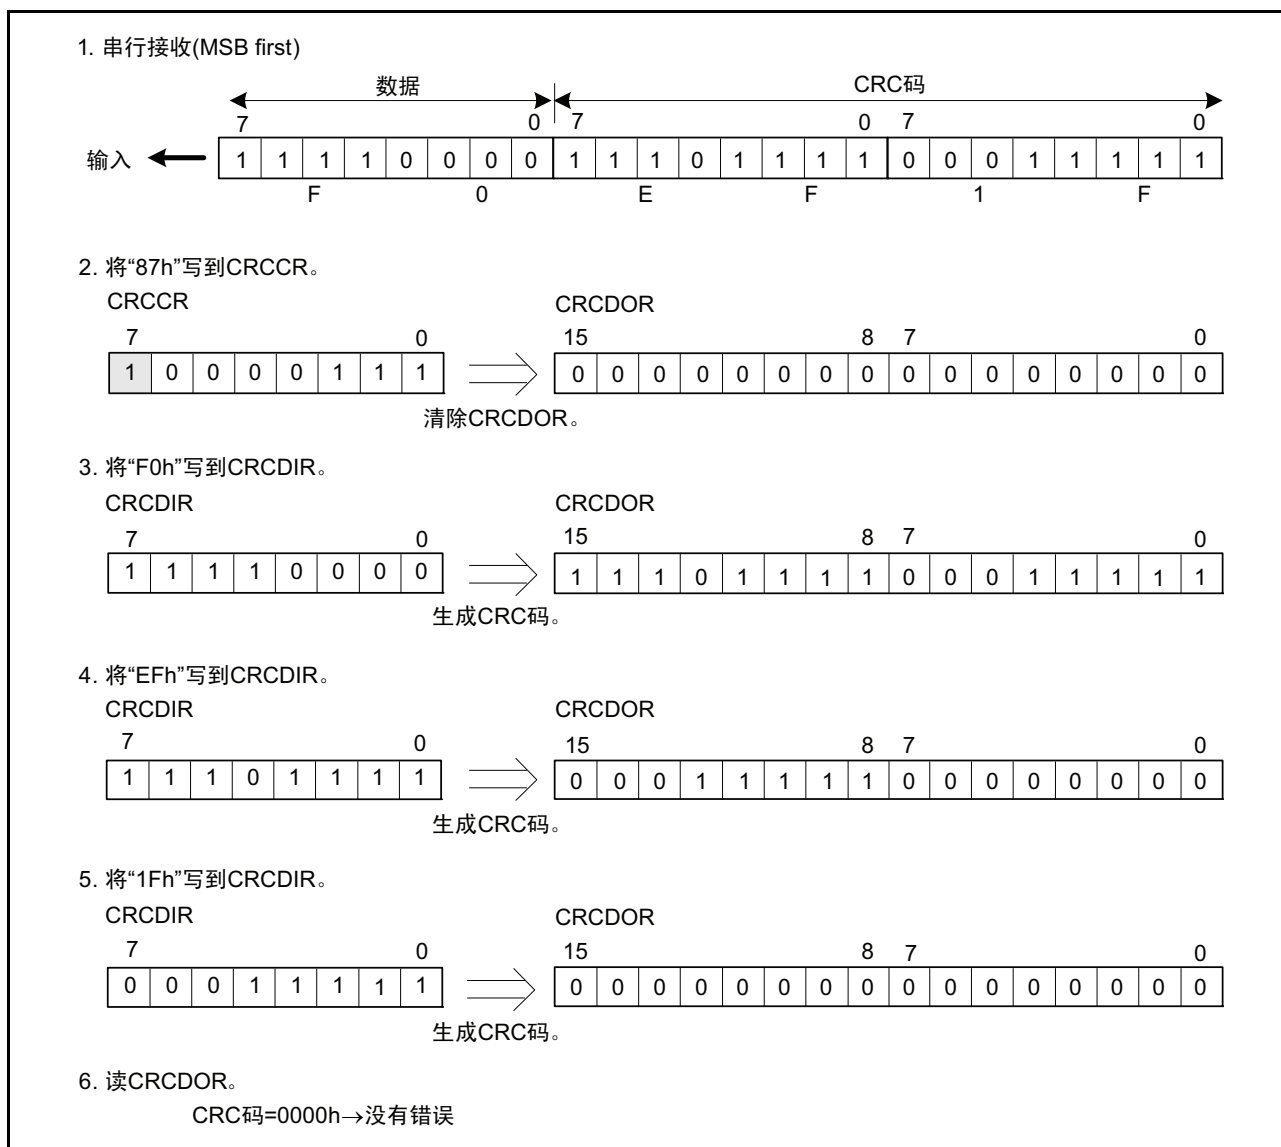 1. 串行接收(MSB first)
数据 CRC码
7 0 7 0 7 0
输入 1 1 1 1 0 0 0 0 1 1 1 0 1 1 1 1 0 0 0 1 1 1 1 1
F 0 E F 1 F
2. 将“87h”写到CRCCR。
CRCCR CRCDOR
7 0 15 8 7 0
1 0 0 0 0 1 1 1 0 0 0 0 0 0 0 0 0 0 0 0 0 0 0 0
清除CRCDOR。
3. 将“F0h”写到CRCDIR。
CRCDIR CRCDOR
7 0 15 8 7 0
1 1 1 1 0 0 0 0 1 1 1 0 1 1 1 1 0 0 0 1 1 1 1 1
生成CRC码。
4. 将“EFh”写到CRCDIR。
CRCDIR CRCDOR
7 0 15 8 7 0
1 1 1 0 1 1 1 1 0 0 0 1 1 1 1 1 0 0 0 0 0 0 0 0
生成CRC码。
5. 将“1Fh”写到CRCDIR。
CRCDIR CRCDOR
7 0 15 8 7 0
0 0 0 1 1 1 1 1 0 0 0 0 0 0 0 0 0 0 0 0 0 0 0 0
生成CRC码。
6. 读CRCDOR。
CRC码=0000h→没有错误